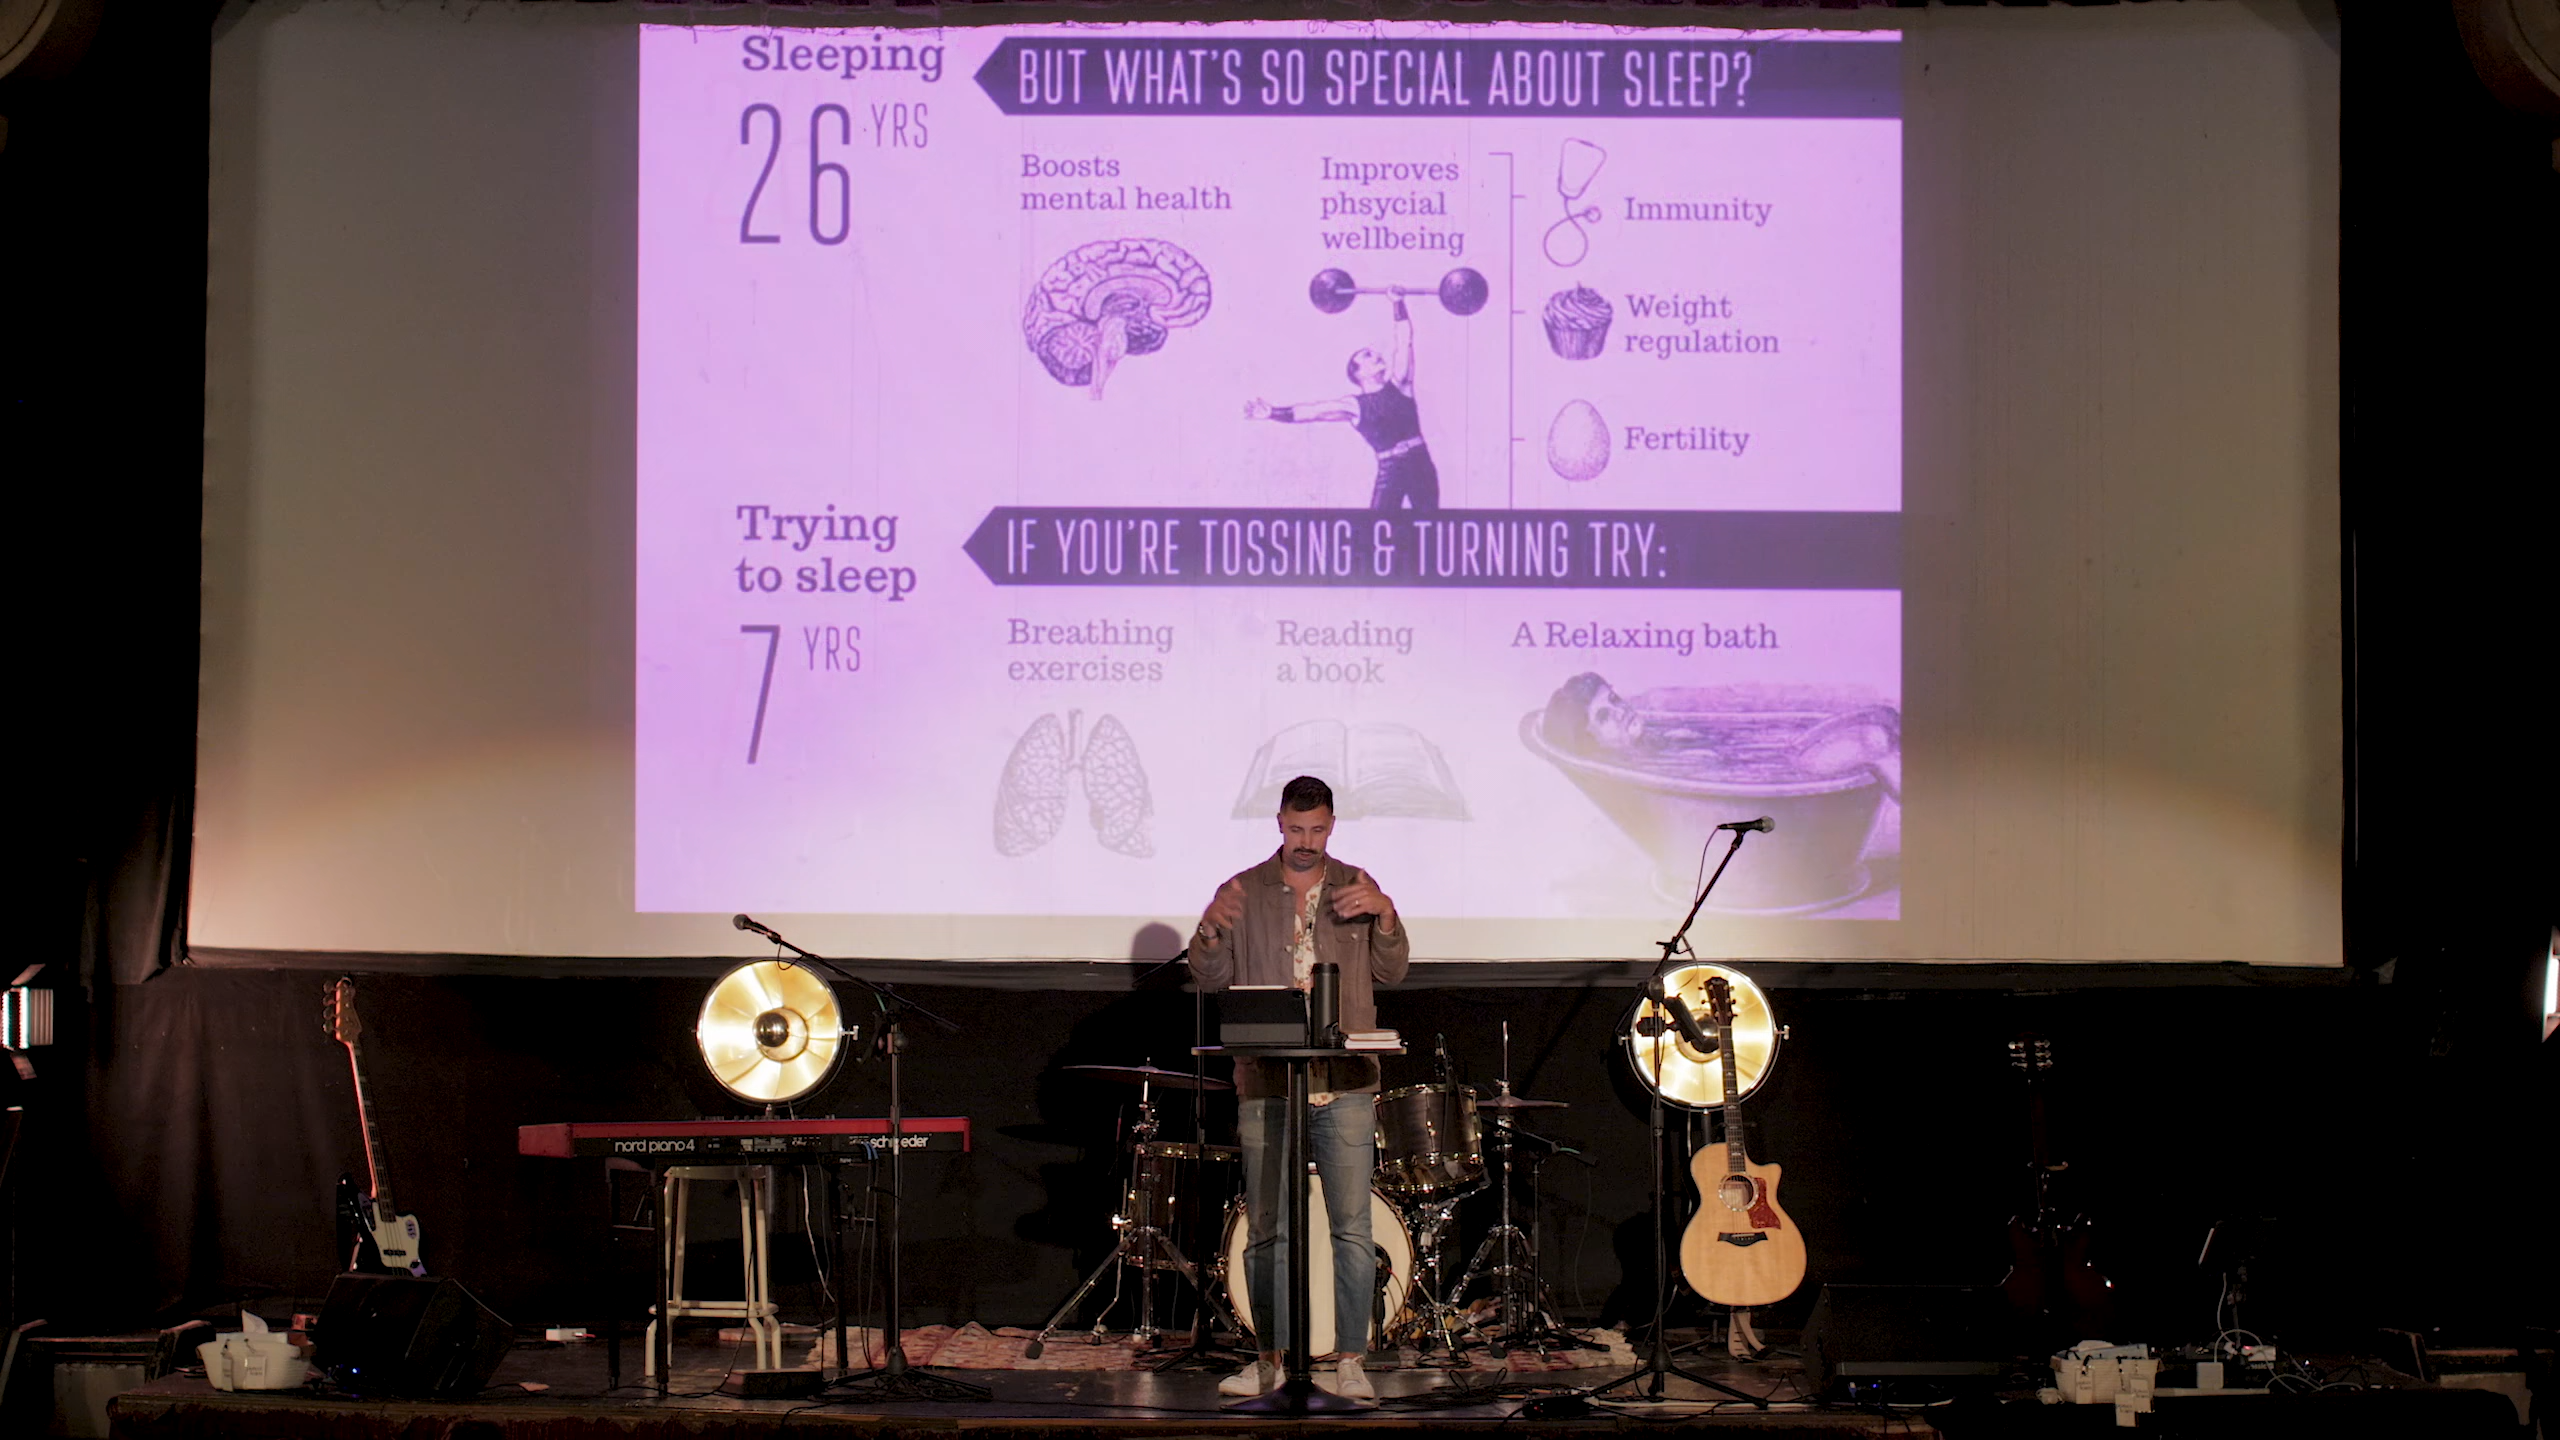 Sleeping
26 YRS
BUT WHAT'S SO SPECIAL ABOUT SLEEP?
Boosts
mental health
Improves
phsycial
wellbeing
Immunity
Weight
regulation
Fertility
Trying
to sleep
7 YRS
IF YOU'RE TOSSING & TURNING TRY:
Breathing
exercises
Reading
a book
A Relaxing bath
nord piano 4